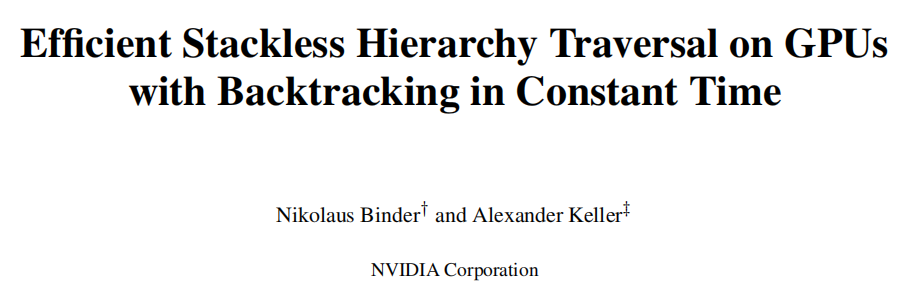 Efficient Stackless Hierarchy Traversal on GPUs
with Backtracking in Constant Time
Nikolaus Binder† and Alexander Keller‡
NVIDIA Corporation